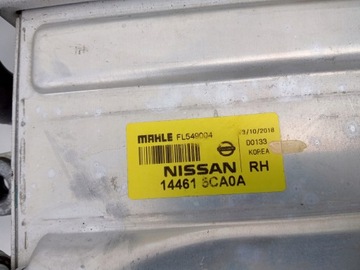 MAHLE FL549004
3/10/2018
D0133
KOREA
NISSAN RH
14461 5CA0A